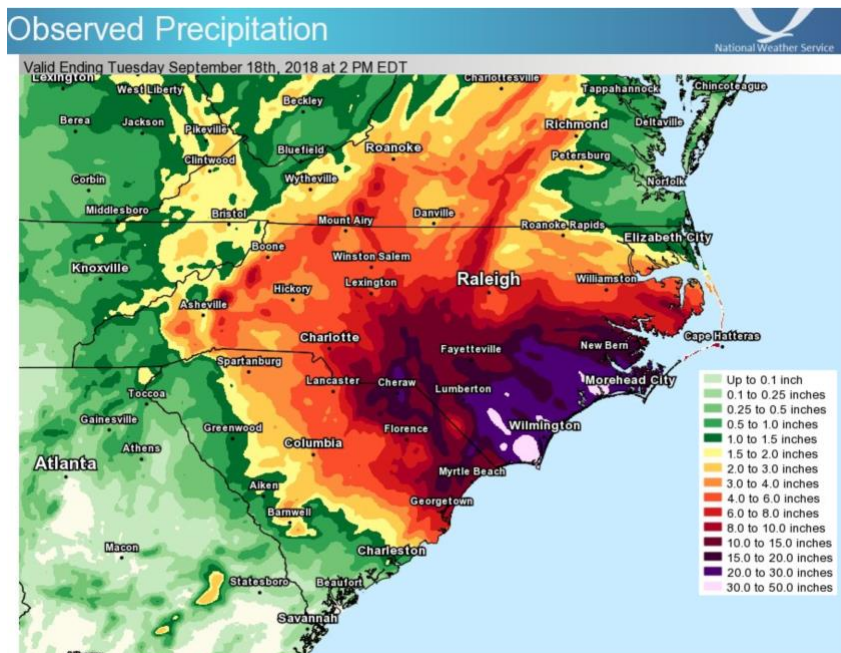 Observed Precipitation
National Weather Service
Valid Ending Tuesday September 18th, 2018 at 2 PM EDT
Lexington
West Liberty
Charlottesville
Tappahannock
Chincoteague
Beckley
Berea
Jackson
Pikeville
Richmond
Deltaville
Clintwood
Bluefield
Roanoke
Petersburg
Corbin
Wytheville
Norfolk
Middlesboro
Bristol
Mount Airy
Danville
Roanoke Rapids
Elizabeth City
Boone
Winston Salem
Knoxville
Hickory
Lexington
Raleigh
Williamston
Asheville
Charlotte
Fayetteville
New Bern
Cape Hatteras
Spartanburg
Lancaster
Cheraw
Lumberton
Morehead City
Toccoa
Gainesville
Greenwood
Florence
Wilmington
Athens
Columbia
Atlanta
Myrtle Beach
Aiken
Georgetown
Barnwell
Macon
Charleston
Statesboro
Beaufort
Savannah
Up to 0.1 inch
0.1 to 0.25 inches
0.25 to 0.5 inches
0.5 to 1.0 inches
1.0 to 1.5 inches
1.5 to 2.0 inches
2.0 to 3.0 inches
3.0 to 4.0 inches
4.0 to 6.0 inches
6.0 to 8.0 inches
8.0 to 10.0 inches
10.0 to 15.0 inches
15.0 to 20.0 inches
20.0 to 30.0 inches
30.0 to 50.0 inches